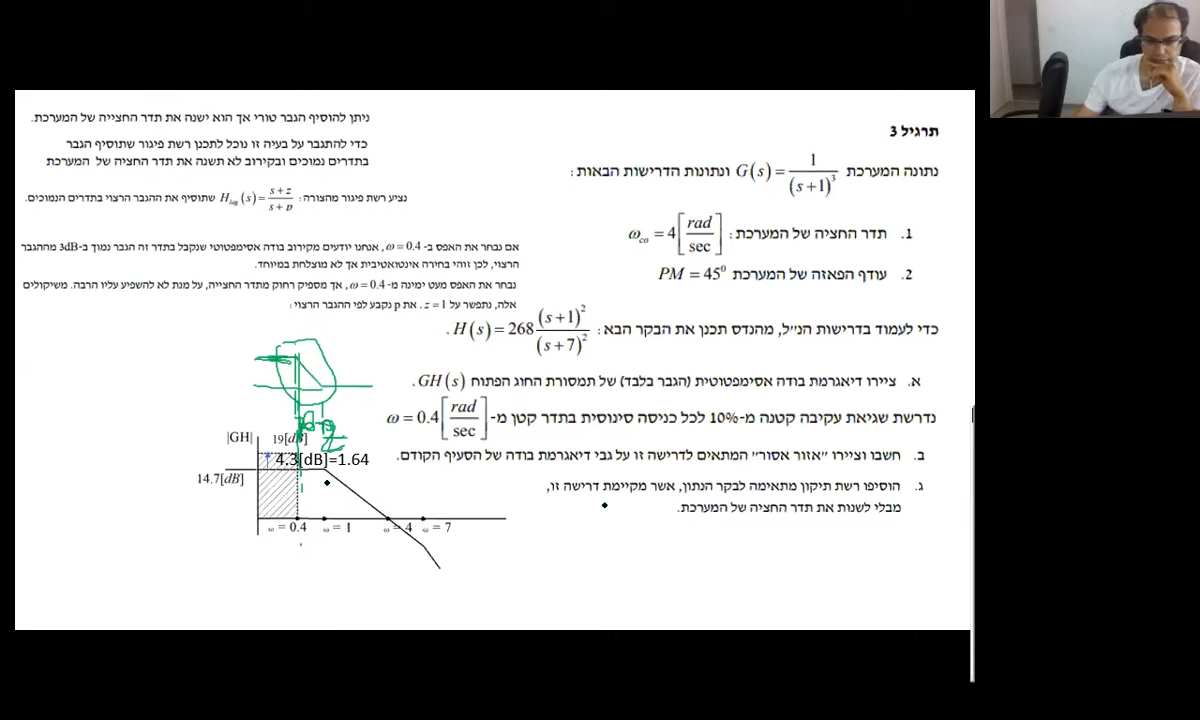 תרגיל 3
נתונה המערכת G(s) = 1/(s+1)^3 ונתונות הדרישות הבאות:
1. תדר החציה של המערכת: ω_co = 4[rad/sec]
2. עודף הפאזה של המערכת PM = 45^0
כדי לעמוד בדרישות הנ"ל, מהנדס תכנן את הבקר הבא: H(s) = 268 (s+1)^2/(s+7)^2 .
א. ציירו דיאגרמת בודה אסימפטוטית (הגבר בלבד) של תמסורת החוג הפתוח GH(s).
נדרשת שגיאת עקיבה קטנה מ-10% לכל כניסה סינוסית בתדר קטן מ- ω = 0.4[rad/sec]
ב. חשבו וציירו "אזור אסור" המתאים לדרישה זו על גבי דיאגרמת בודה של הסעיף הקודם.
ג. הוסיפו רשת תיקון מתאימה לבקר הנתון, אשר מקיימת דרישה זו,
מבלי לשנות את תדר החציה של המערכת.
ניתן להוסיף הגבר טורי אך הוא ישנה את תדר החצייה של המערכת.
כדי להתגבר על בעיה זו נוכל לתכנן רשת פיגור שתוסיף הגבר
בתדרים נמוכים ובקירוב לא תשנה את תדר החציה של המערכת
נציע רשת פיגור מהצורה: H_lag(s) = (s+z)/(s+p) שתוסיף את ההגבר הרצוי בתדרים הנמוכים.
אם נבחר את האפס ב- ω = 0.4, אנחנו יודעים מקירוב בודה אסימפטוטי שנקבל בתדר זה הגבר נמוך ב-3dB מההגבר
הרצוי, לכן זוהי בחירה אינטואיטיבית אך לא מוצלחת במיוחד.
נבחר את האפס מעט ימינה מ- ω = 0.4, אך מספיק רחוק מתדר החצייה, על מנת לא להשפיע עליו הרבה. משיקולים
אלה, נתפשר על z = 1. את p נקבע לפי ההגבר הרצוי:
|GH|
19[dB]
4.3[dB]=1.64
14.7[dB]
ω = 0.4
ω = 1
ω = 4
ω = 7